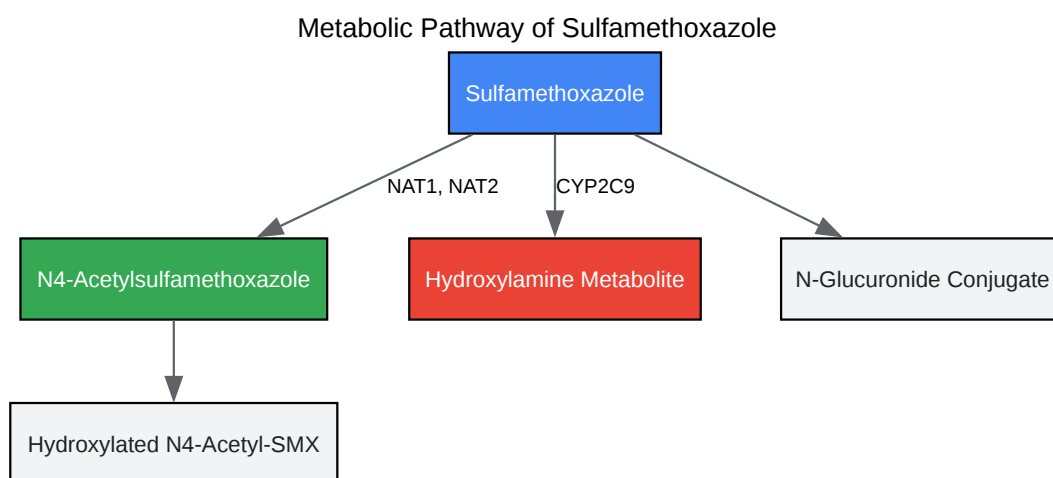 Metabolic Pathway of Sulfamethoxazole
Sulfamethoxazole
NAT1, NAT2
CYP2C9
N4-Acetylsulfamethoxazole
Hydroxylamine Metabolite
N-Glucuronide Conjugate
Hydroxylated N4-Acetyl-SMX